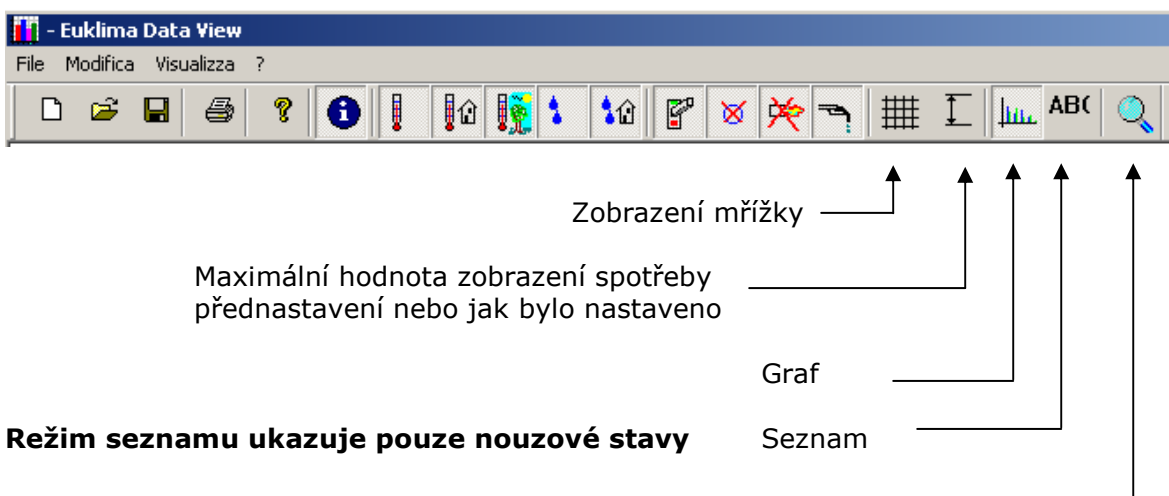 - Euklima Data View
File Modifica Visualizza ?
ABC
Zobrazení mřížky
Maximální hodnota zobrazení spotřeby
přednastavení nebo jak bylo nastaveno
Graf
Režim seznamu ukazuje pouze nouzové stavy Seznam